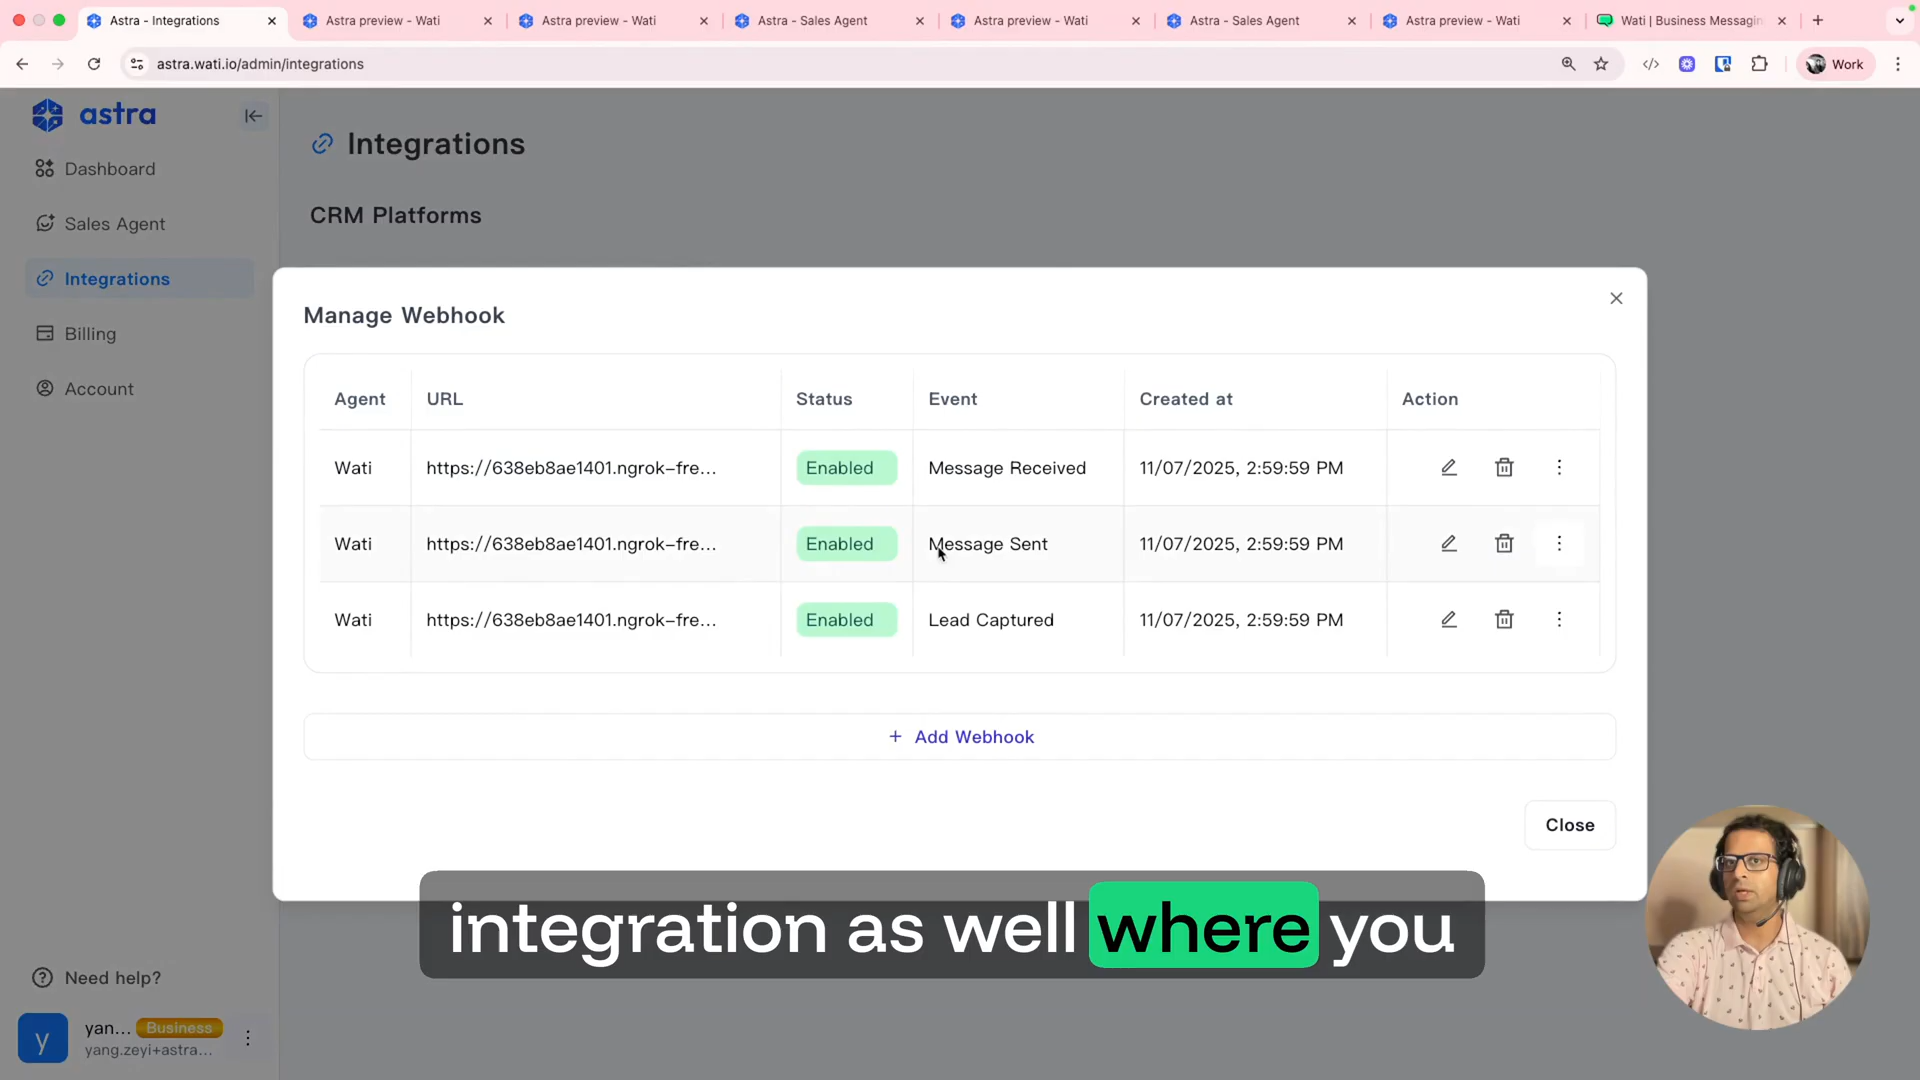 Astra - Integrations
Astra preview - Wati
Astra preview - Wati
Astra - Sales Agent
Astra preview - Wati
Astra - Sales Agent
Astra preview - Wati
Wati | Business Messagin
astra.wati.io/admin/integrations
Work
astra
Dashboard
Sales Agent
Integrations
Billing
Account
Integrations
CRM Platforms
Manage Webhook
Agent URL Status Event Created at Action
Wati https://638eb8ae1401.ngrok-fre... Enabled Message Received 11/07/2025, 2:59:59 PM
Wati https://638eb8ae1401.ngrok-fre... Enabled Message Sent 11/07/2025, 2:59:59 PM
Wati https://638eb8ae1401.ngrok-fre... Enabled Lead Captured 11/07/2025, 2:59:59 PM
+ Add Webhook
Close
integration as well where you
Need help?
y
yan... Business
yang.zeyi+astra...